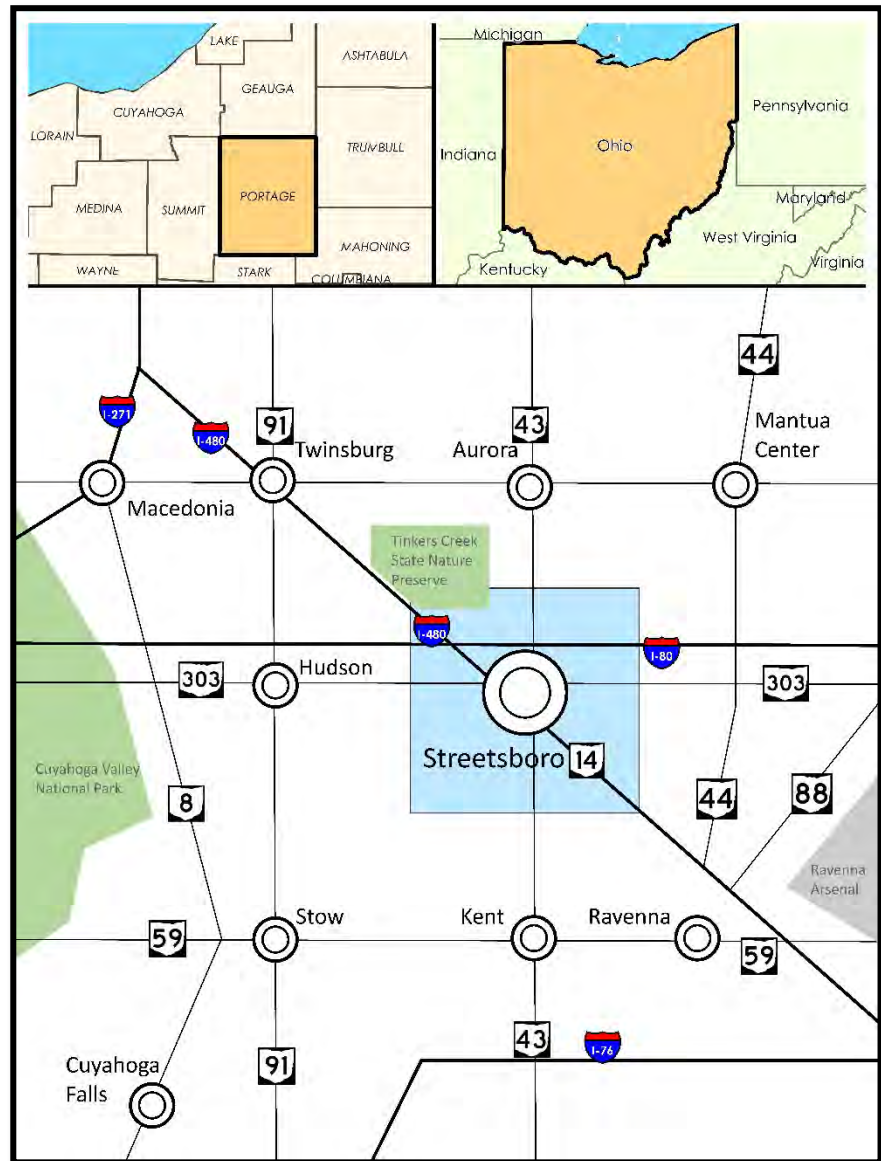 LAKE
ASHTABULA
GEAUGA
CUYAHOGA
LORAIN
TRUMBULL
PORTAGE
MEDINA
SUMMIT
MAHONING
WAYNE
STARK
COLUMBIANA
Michigan
Pennsylvania
Indiana
Ohio
Maryland
West Virginia
Kentucky
Virginia
44
I-271
91
43
I-480
Mantua
Center
Twinsburg
Aurora
Macedonia
Tinkers Creek
State Nature
Preserve
I-480
I-80
Hudson
303
303
Streetsboro
14
Cuyahoga Valley
National Park
8
44
88
Ravenna
Arsenal
Stow
Kent
Ravenna
59
59
43
I-76
91
Cuyahoga
Falls